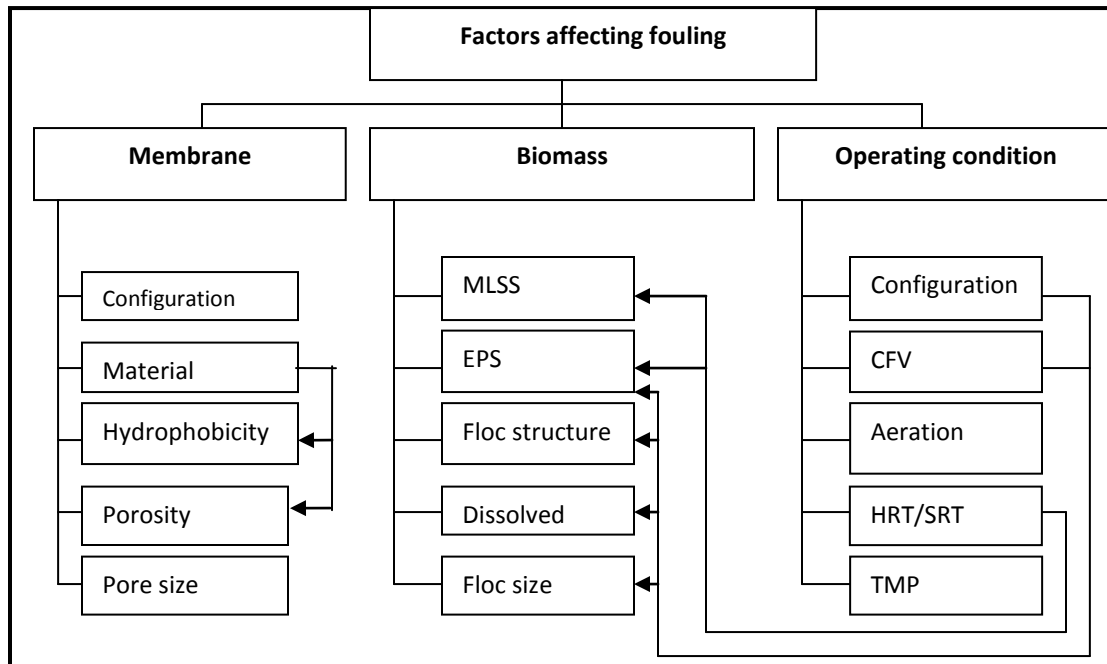 Factors affecting fouling
Membrane
Biomass
Operating condition
Configuration
Material
Hydrophobicity
Porosity
Pore size
MLSS
EPS
Floc structure
Dissolved
Floc size
Configuration
CFV
Aeration
HRT/SRT
TMP